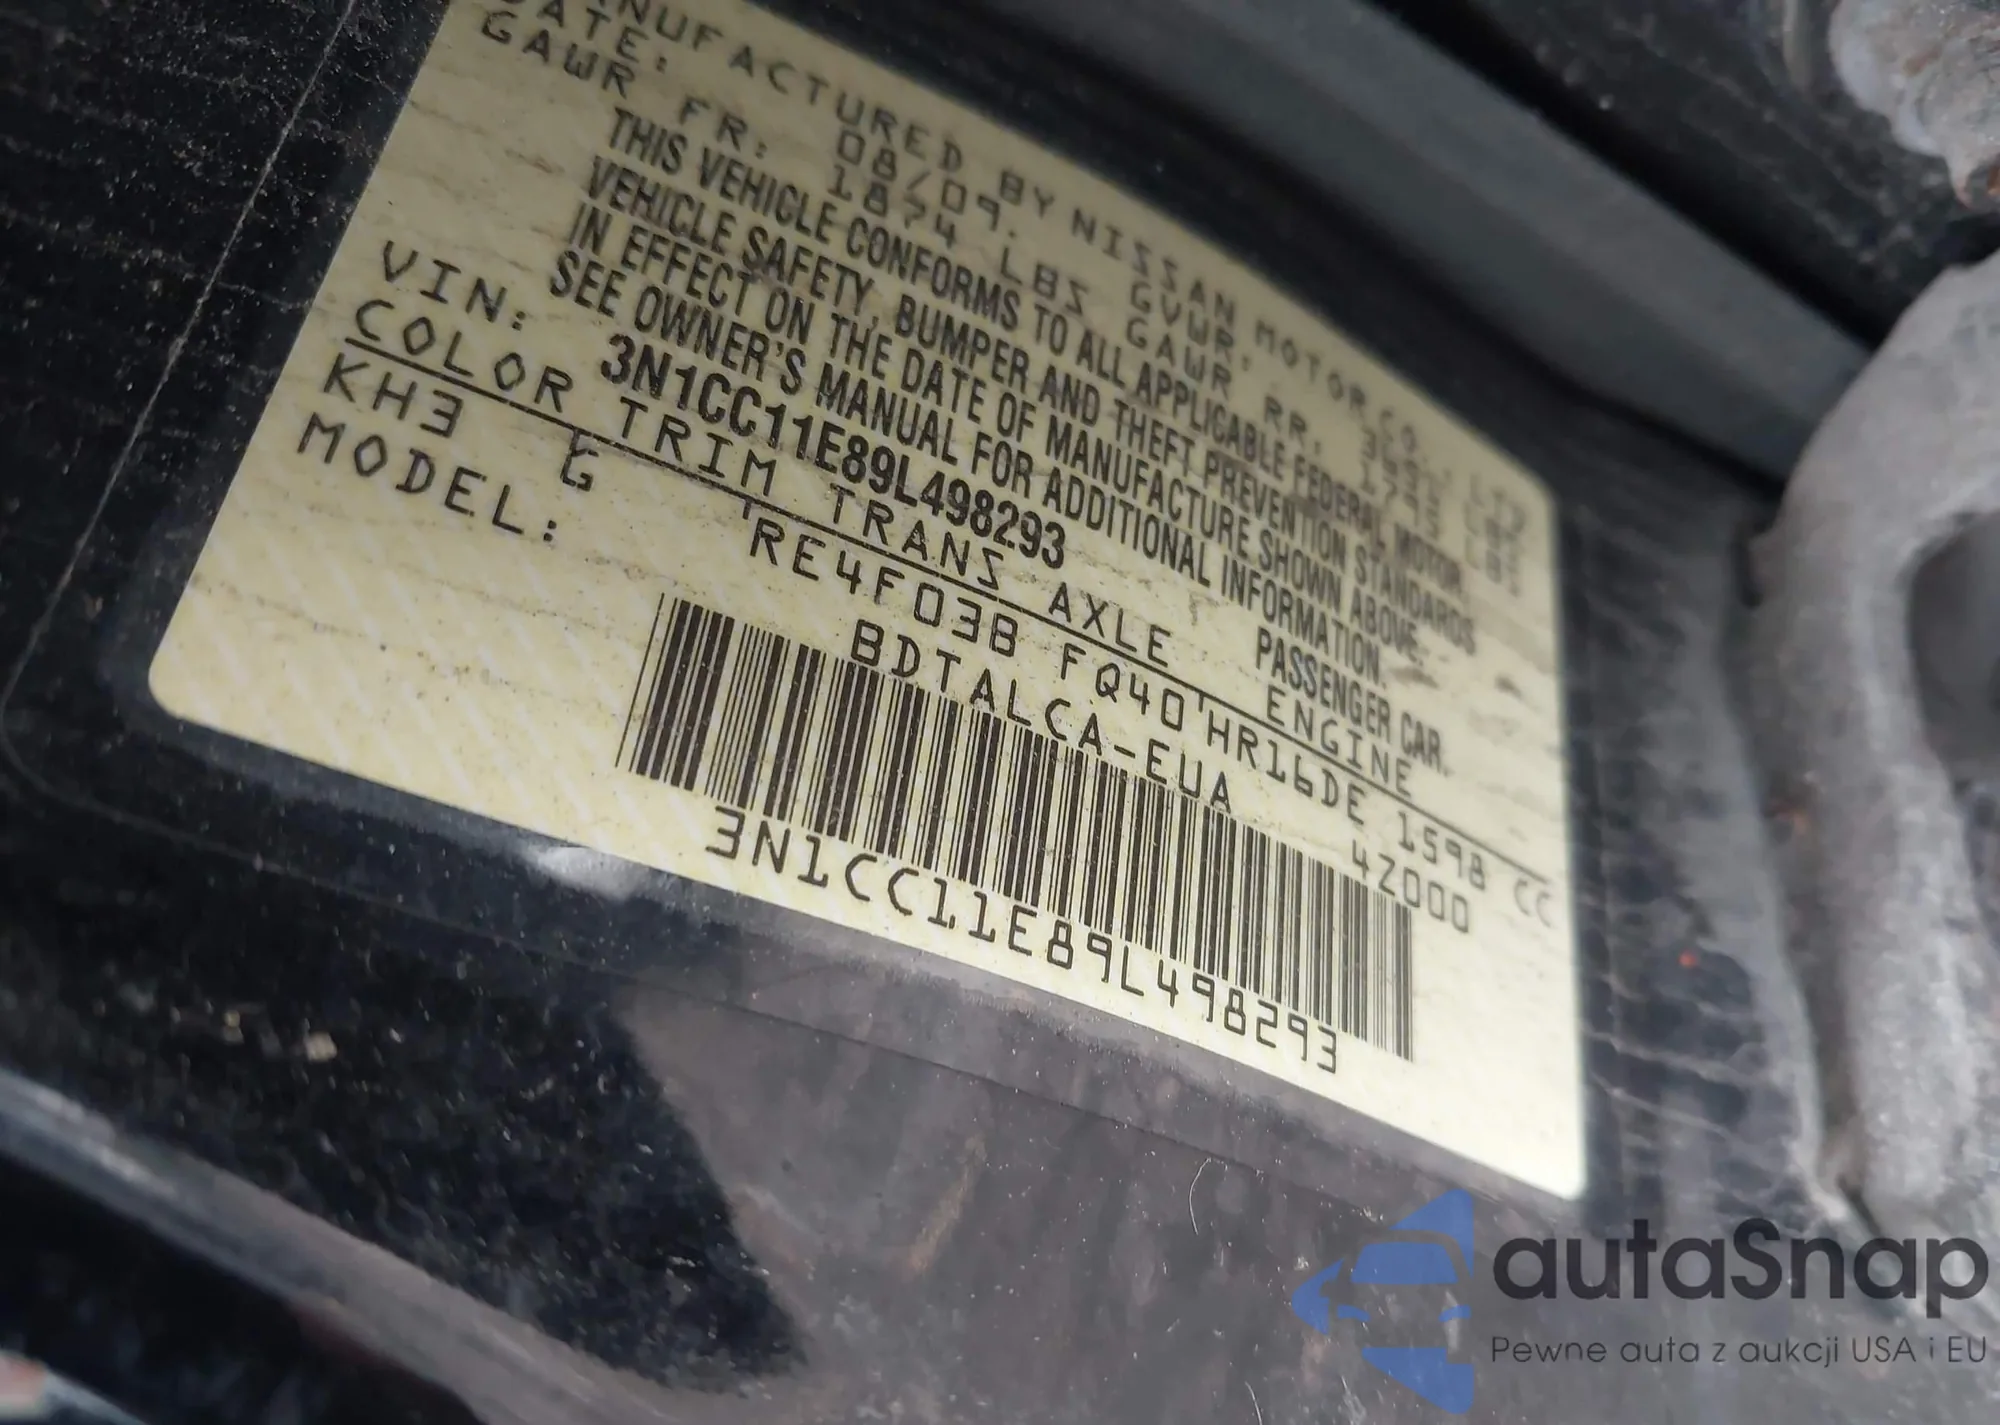 MANUFACTURED BY NISSAN MOTOR CO.
DATE: 08/09.
GAWR FR: 1874 LBS GVWR: GAWR RR:
THIS VEHICLE CONFORMS TO ALL APPLICABLE FEDERAL MOTOR
VEHICLE SAFETY, BUMPER AND THEFT PREVENTION STANDARDS
IN EFFECT ON THE DATE OF MANUFACTURE SHOWN ABOVE.
SEE OWNER'S MANUAL FOR ADDITIONAL INFORMATION. PASSENGER CAR.
VIN: 3N1CC11E89L498293
COLOR TRIM TRANS AXLE ENGINE
KH3 G RE4F03B FQ40 HR16DE 1598 CC
MODEL: BDTALCA-EUA 4Z000
3N1CC11E89L498293
autaSnap
Pewne auta z aukcji USA i EU